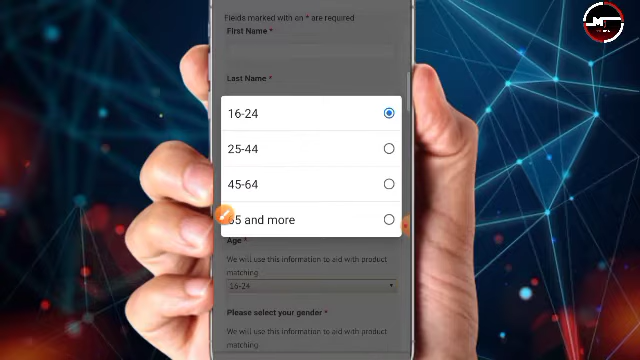 Fields marked with an * are required
First Name *
Last Name *
16-24
25-44
45-64
65 and more
Age *
We will use this information to aid with product
matching
16-24
Please select your gender *
We will use this information to aid with product
matching